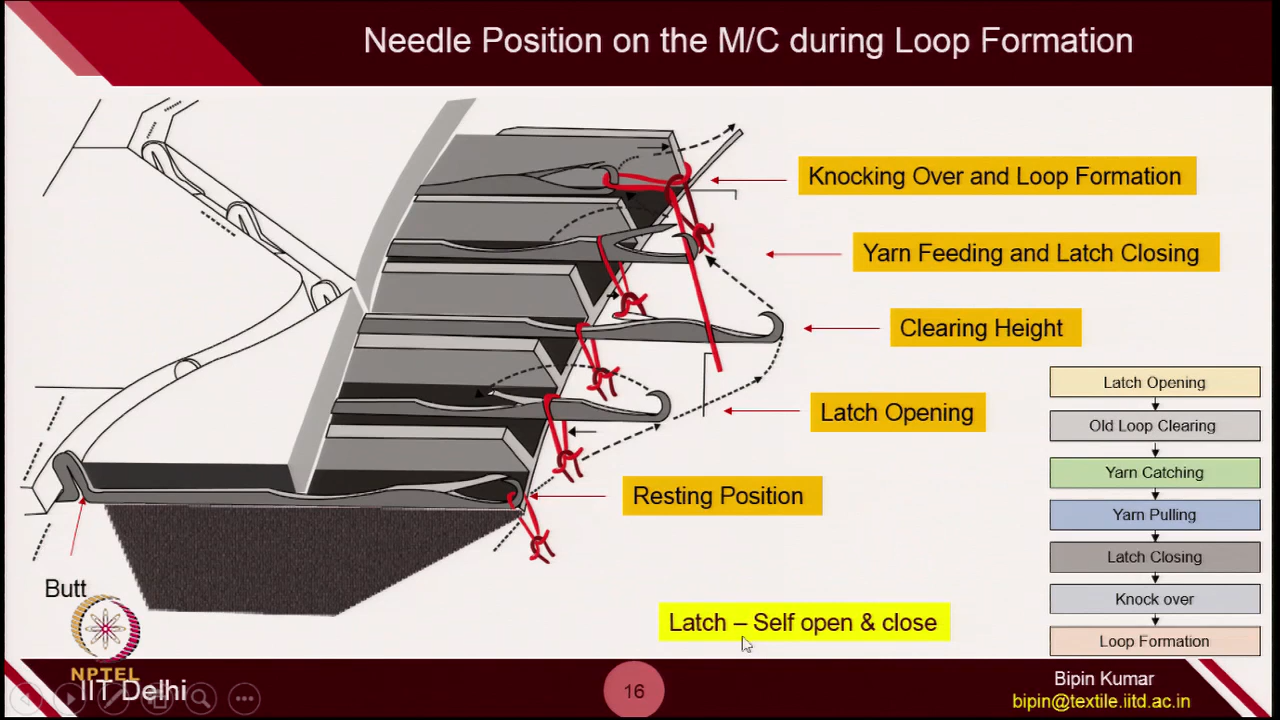 Needle Position on the M/C during Loop Formation
Knocking Over and Loop Formation
Yarn Feeding and Latch Closing
Clearing Height
Latch Opening
Resting Position
Butt
Latch – Self open & close
Latch Opening
Old Loop Clearing
Yarn Catching
Yarn Pulling
Latch Closing
Knock over
Loop Formation
NPTEL
IIT Delhi
16
Bipin Kumar
bipin@textile.iitd.ac.in